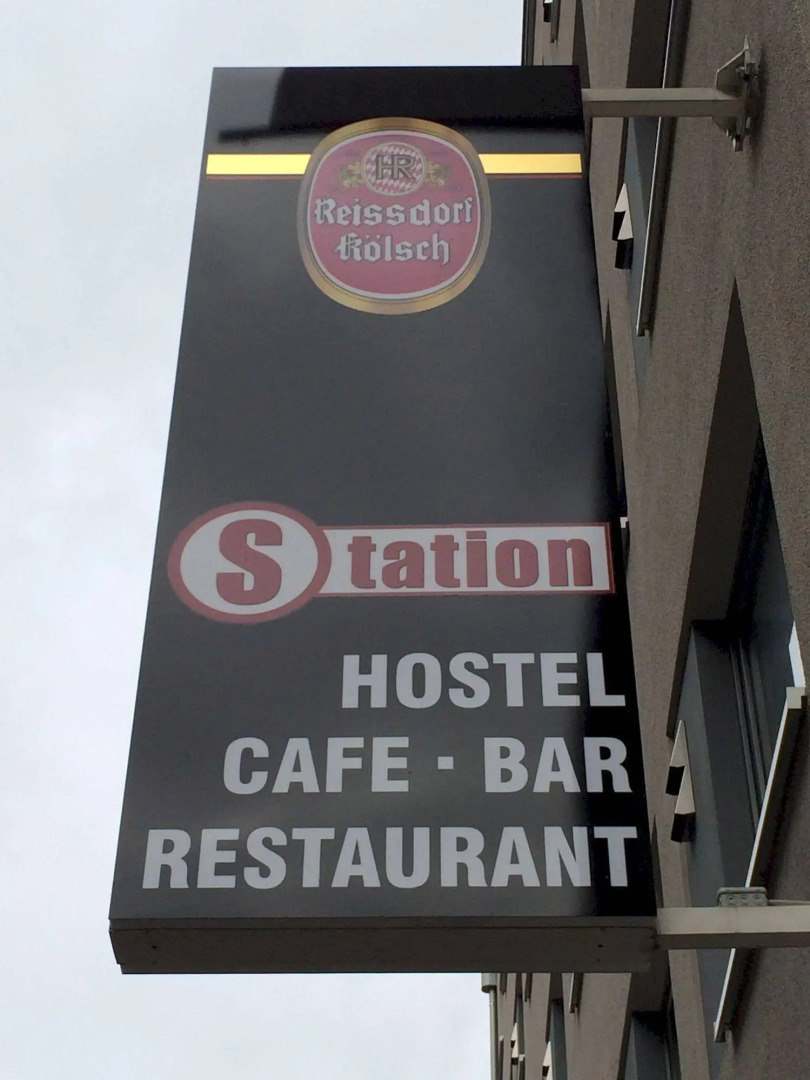 HR
Reissdorf
Kölsch
Station
HOSTEL
CAFE · BAR
RESTAURANT